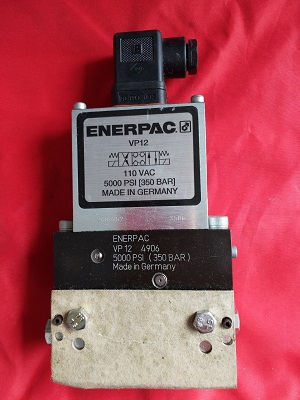 ENERPAC
VP12
110 VAC
5000 PSI [350 BAR]
MADE IN GERMANY
ENERPAC
VP 12 4906
5000 PSI ( 350 BAR )
Made in Germany